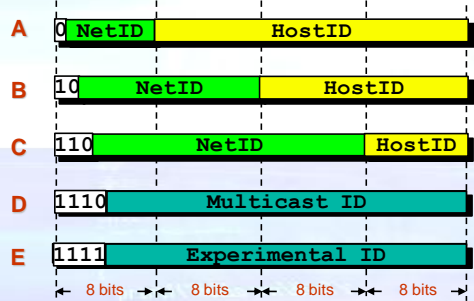 A 0 NetID HostID
B 10 NetID HostID
C 110 NetID HostID
D 1110 Multicast ID
E 1111 Experimental ID
8 bits 8 bits 8 bits 8 bits